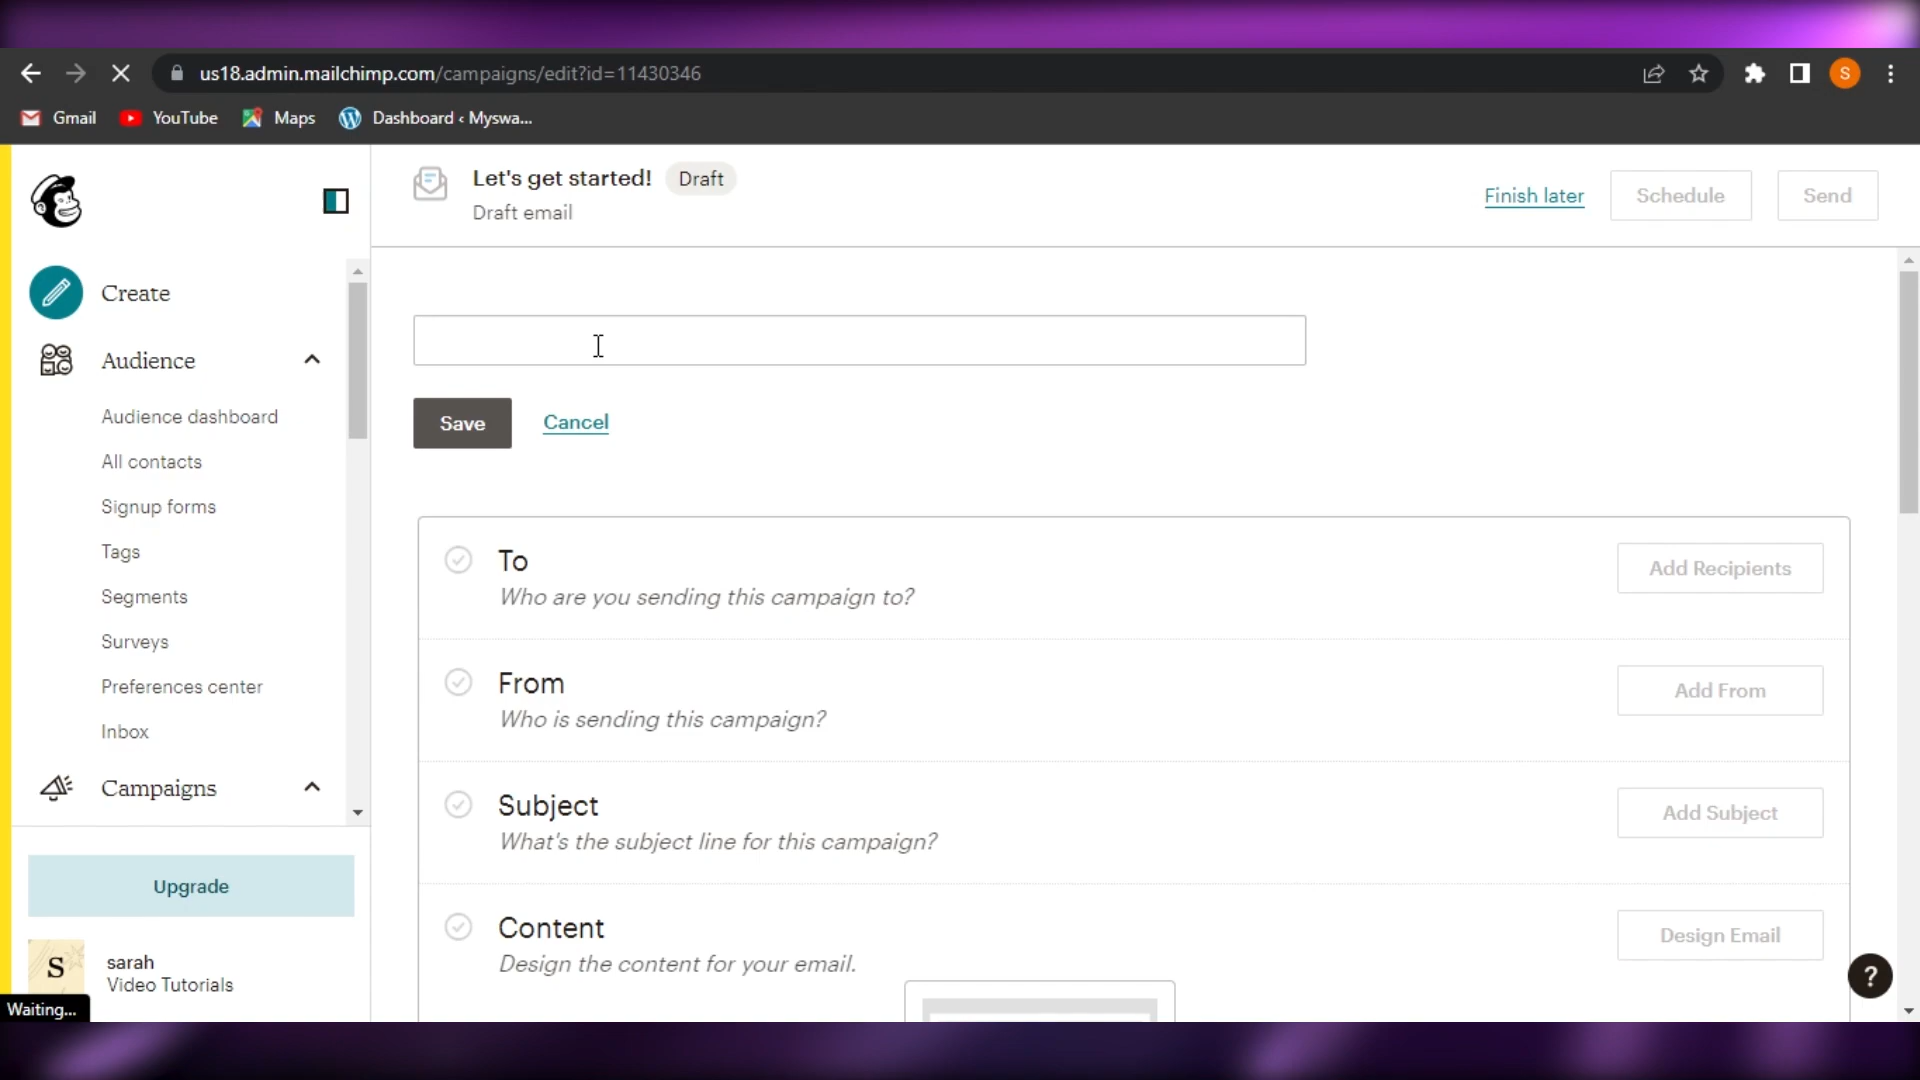 us18.admin.mailchimp.com/campaigns/edit?id=11430346
S
Gmail
YouTube
Maps
Dashboard ‹ Myswa...
Let's get started!
Draft
Draft email
Finish later
Schedule
Send
Create
Audience
Audience dashboard
All contacts
Signup forms
Tags
Segments
Surveys
Preferences center
Inbox
Campaigns
Upgrade
S
sarah
Video Tutorials
Waiting...
Save
Cancel
To
Who are you sending this campaign to?
Add Recipients
From
Who is sending this campaign?
Add From
Subject
What's the subject line for this campaign?
Add Subject
Content
Design the content for your email.
Design Email
?